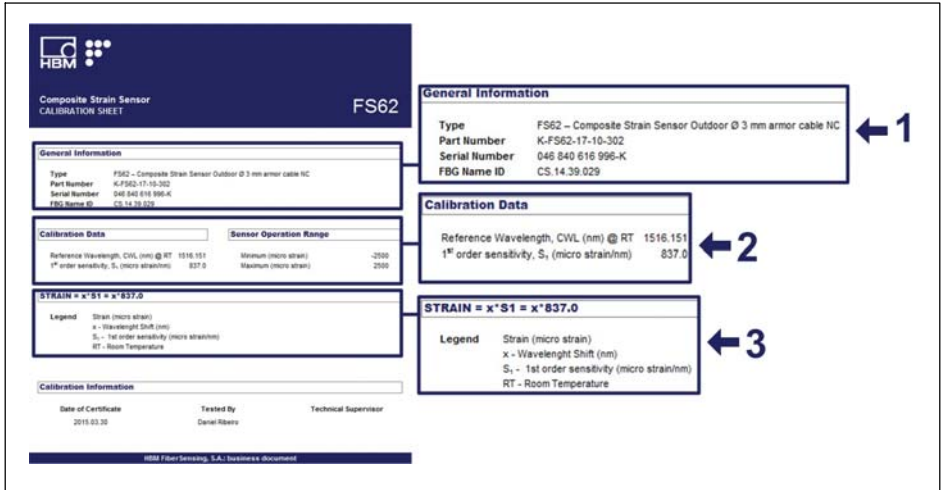 HBM
Composite Strain Sensor
CALIBRATION SHEET
FS62
General Information
Type FS62 – Composite Strain Sensor Outdoor Ø 3 mm armor cable NC
Part Number K-FS62-17-10-302
Serial Number 046 840 616 996-K
FBG Name ID CS.14.39.029
Calibration Data
Reference Wavelength, CWL (nm) @ RT 1516.151
1st order sensitivity, S₁ (micro strain/nm) 837.0
Sensor Operation Range
Minimum (micro strain) -2500
Maximum (micro strain) 2500
STRAIN = x*S1 = x*837.0
Legend Strain (micro strain)
x - Wavelenght Shift (nm)
S₁ - 1st order sensitivity (micro strain/nm)
RT - Room Temperature
Calibration Information
Date of Certificate Tested By Technical Supervisor
2015.03.30 Daniel Ribeiro
HBM FiberSensing, S.A.: business document
General Information
Type FS62 – Composite Strain Sensor Outdoor Ø 3 mm armor cable NC
Part Number K-FS62-17-10-302
Serial Number 046 840 616 996-K
FBG Name ID CS.14.39.029
1
Calibration Data
Reference Wavelength, CWL (nm) @ RT 1516.151
1st order sensitivity, S₁ (micro strain/nm) 837.0
2
STRAIN = x*S1 = x*837.0
Legend Strain (micro strain)
x - Wavelenght Shift (nm)
S₁ - 1st order sensitivity (micro strain/nm)
RT - Room Temperature
3